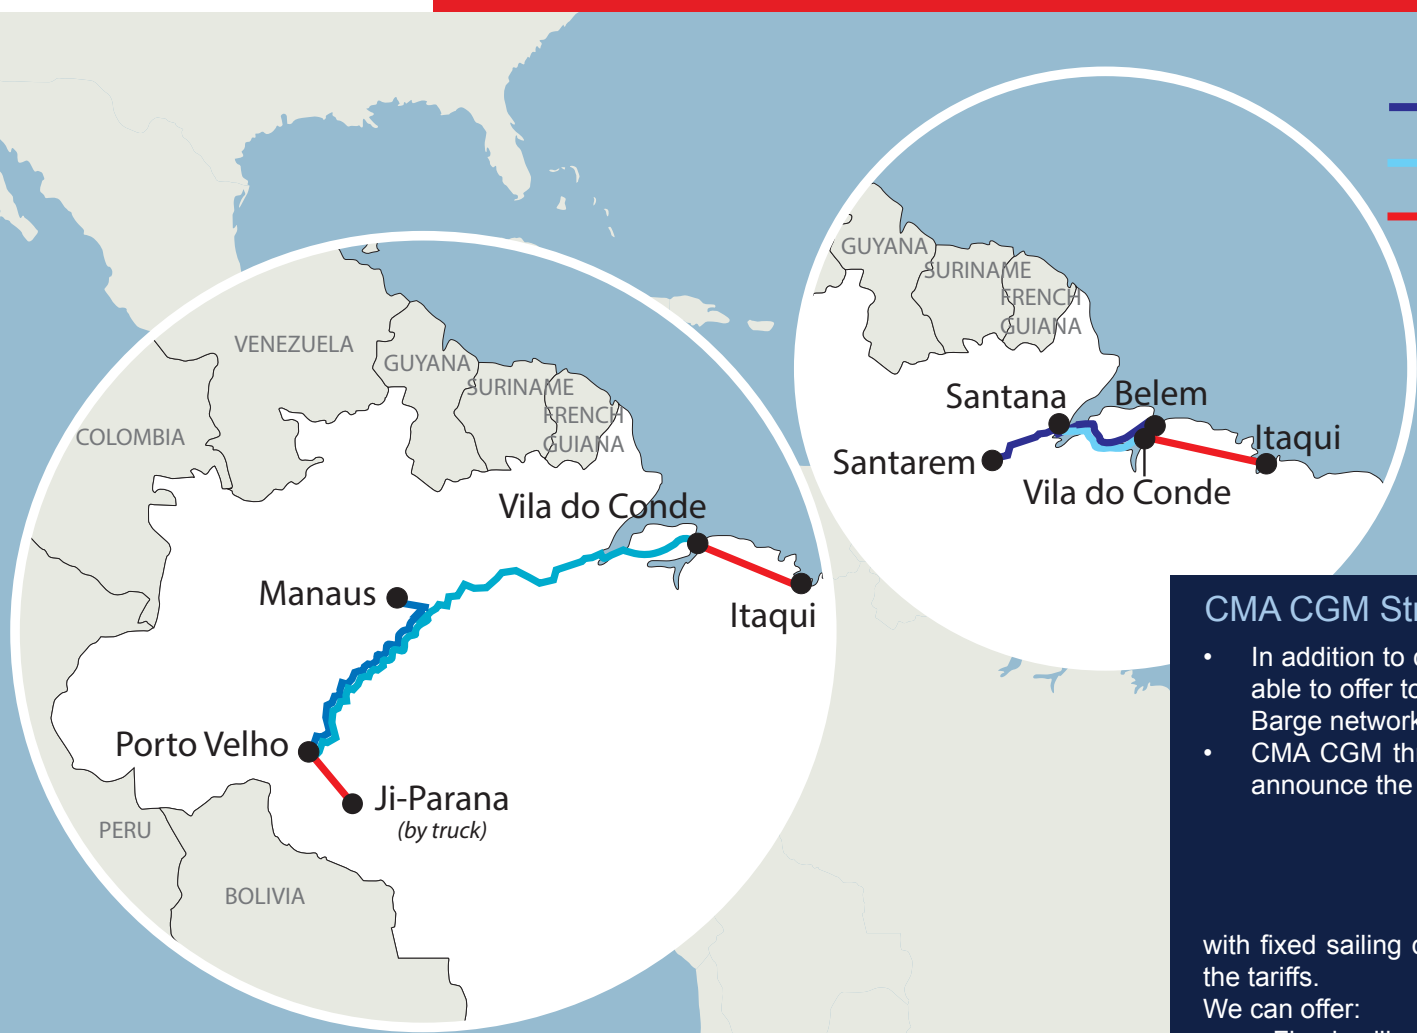 GUYANA
SURINAME
FRENCH
GUIANA
Santana
Belem
Itaqui
Santarem
Vila do Conde
VENEZUELA
GUYANA
SURINAME
FRENCH
GUIANA
COLOMBIA
Vila do Conde
Manaus
Itaqui
Porto Velho
Ji-Parana
(by truck)
PERU
BOLIVIA
CMA CGM
• In addition to
able to offer
Barge network
• CMA CGM
announce the
with fixed sailing
the tariffs.
We can offer: